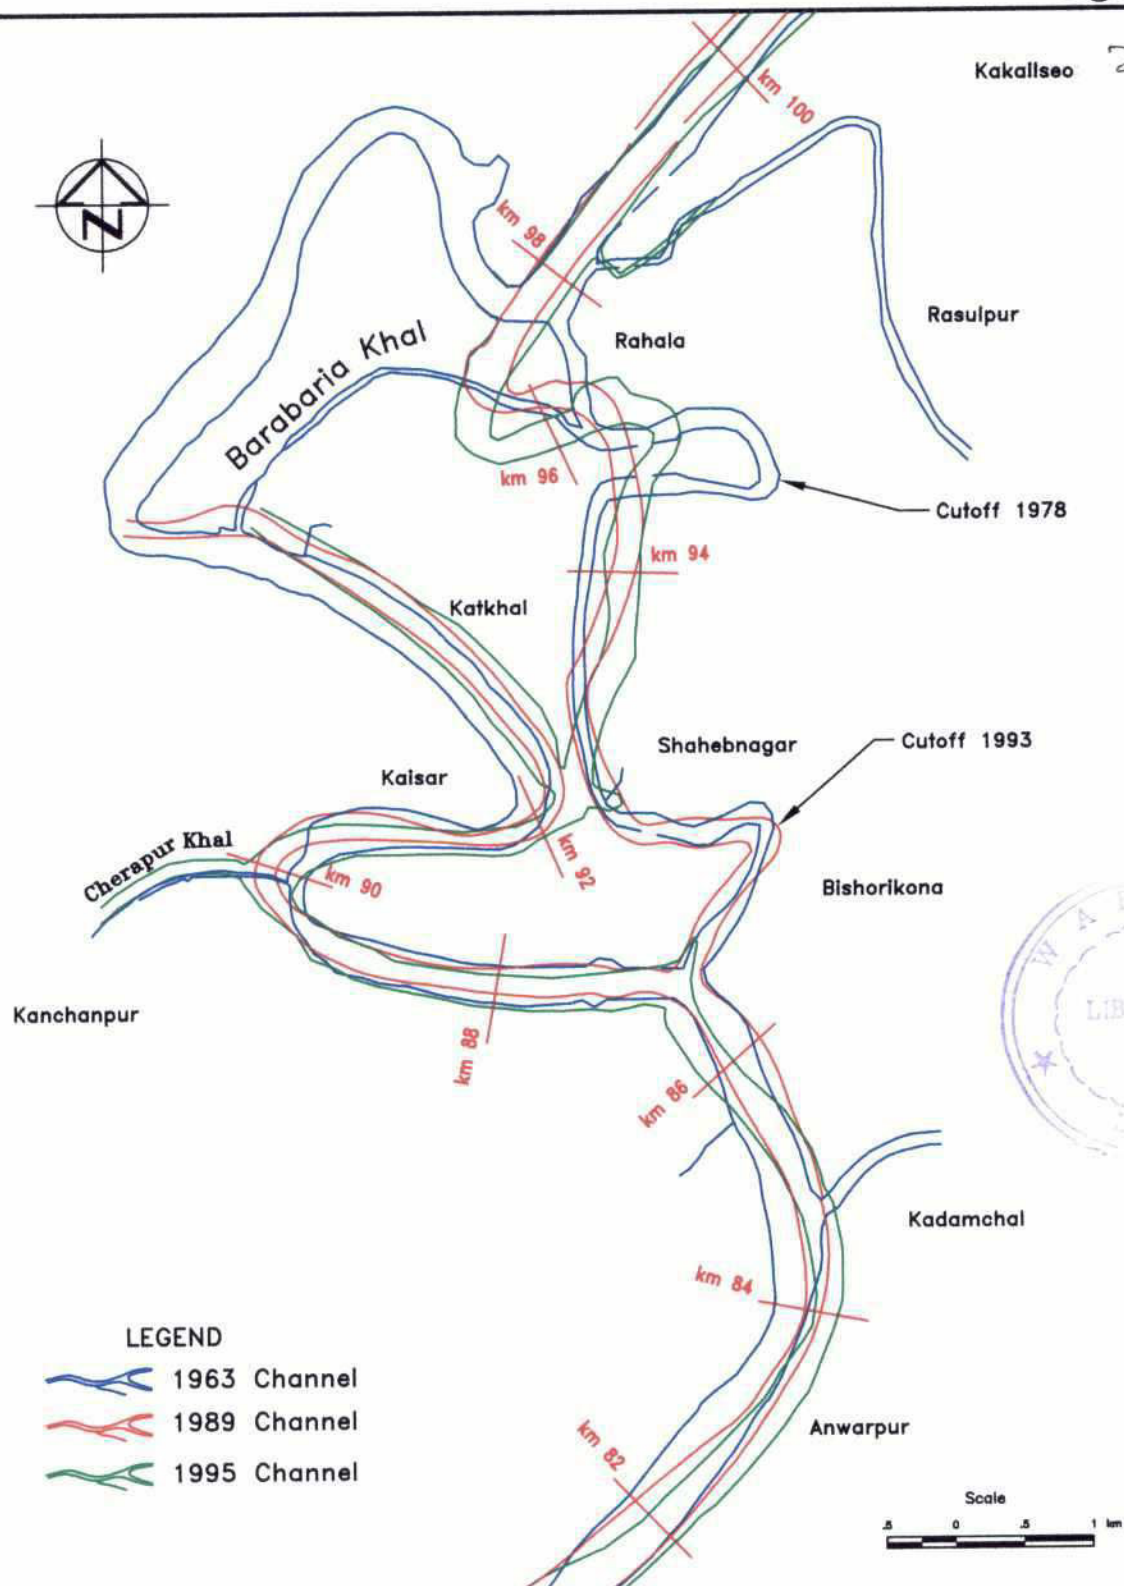 Kakailseo
km 100
N
km 98
Rasulpur
Rahala
Barabaria Khal
km 96
Cutoff 1978
km 94
Katkhal
Shahebnagar
Cutoff 1993
Kaisar
Cherapur Khal
km 92
km 90
Bishorikona
Kanchanpur
km 88
km 86
Kadamchal
km 84
LEGEND
1963 Channel
1989 Channel
1995 Channel
Anwarpur
km 82
Scale
.5 0 .5 1 km